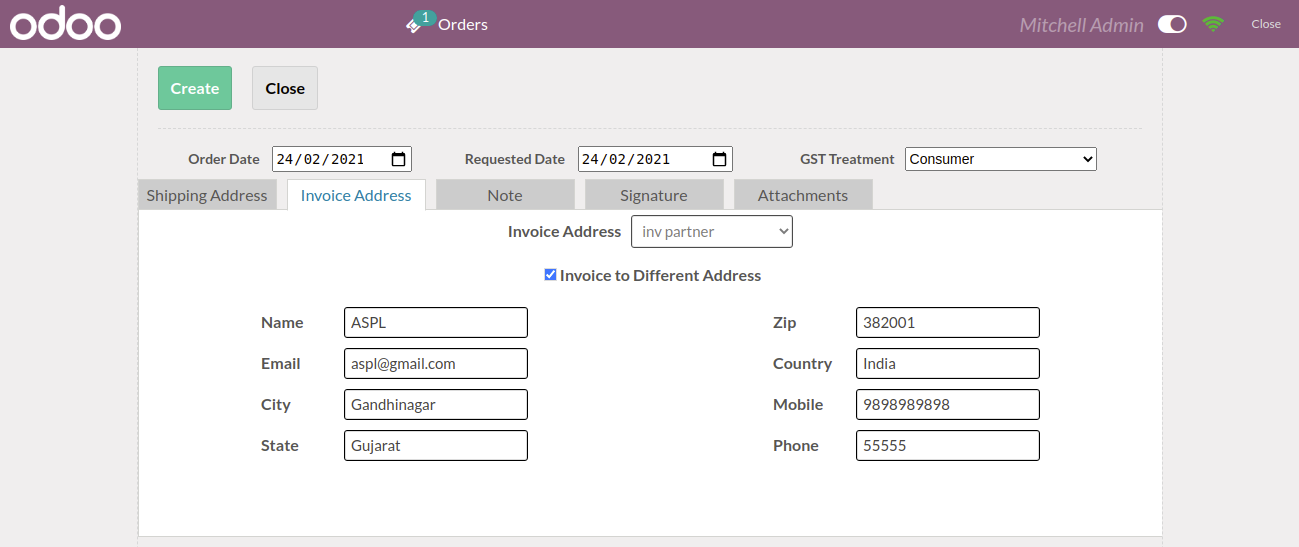 odoo 1 Orders Mitchell Admin Close
Create Close
Order Date 24/02/2021 Requested Date 24/02/2021 GST Treatment Consumer
Shipping Address Invoice Address Note Signature Attachments
Invoice Address inv partner
Invoice to Different Address
Name ASPL Zip 382001
Email aspl@gmail.com Country India
City Gandhinagar Mobile 9898989898
State Gujarat Phone 55555